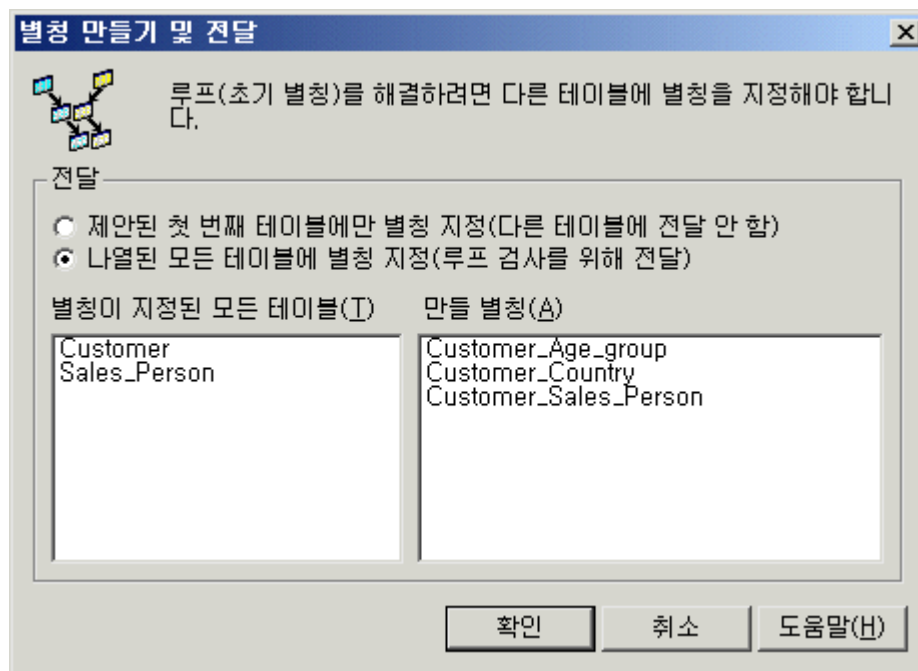 별칭 만들기 및 전달
루프(초기 별칭)를 해결하려면 다른 테이블에 별칭을 지정해야 합니
다.
전달
제안된 첫 번째 테이블에만 별칭 지정(다른 테이블에 전달 안 함)
나열된 모든 테이블에 별칭 지정(루프 검사를 위해 전달)
별칭이 지정된 모든 테이블(T) 만들 별칭(A)
Customer
Sales_Person
Customer_Age_group
Customer_Country
Customer_Sales_Person
확인 취소 도움말(H)